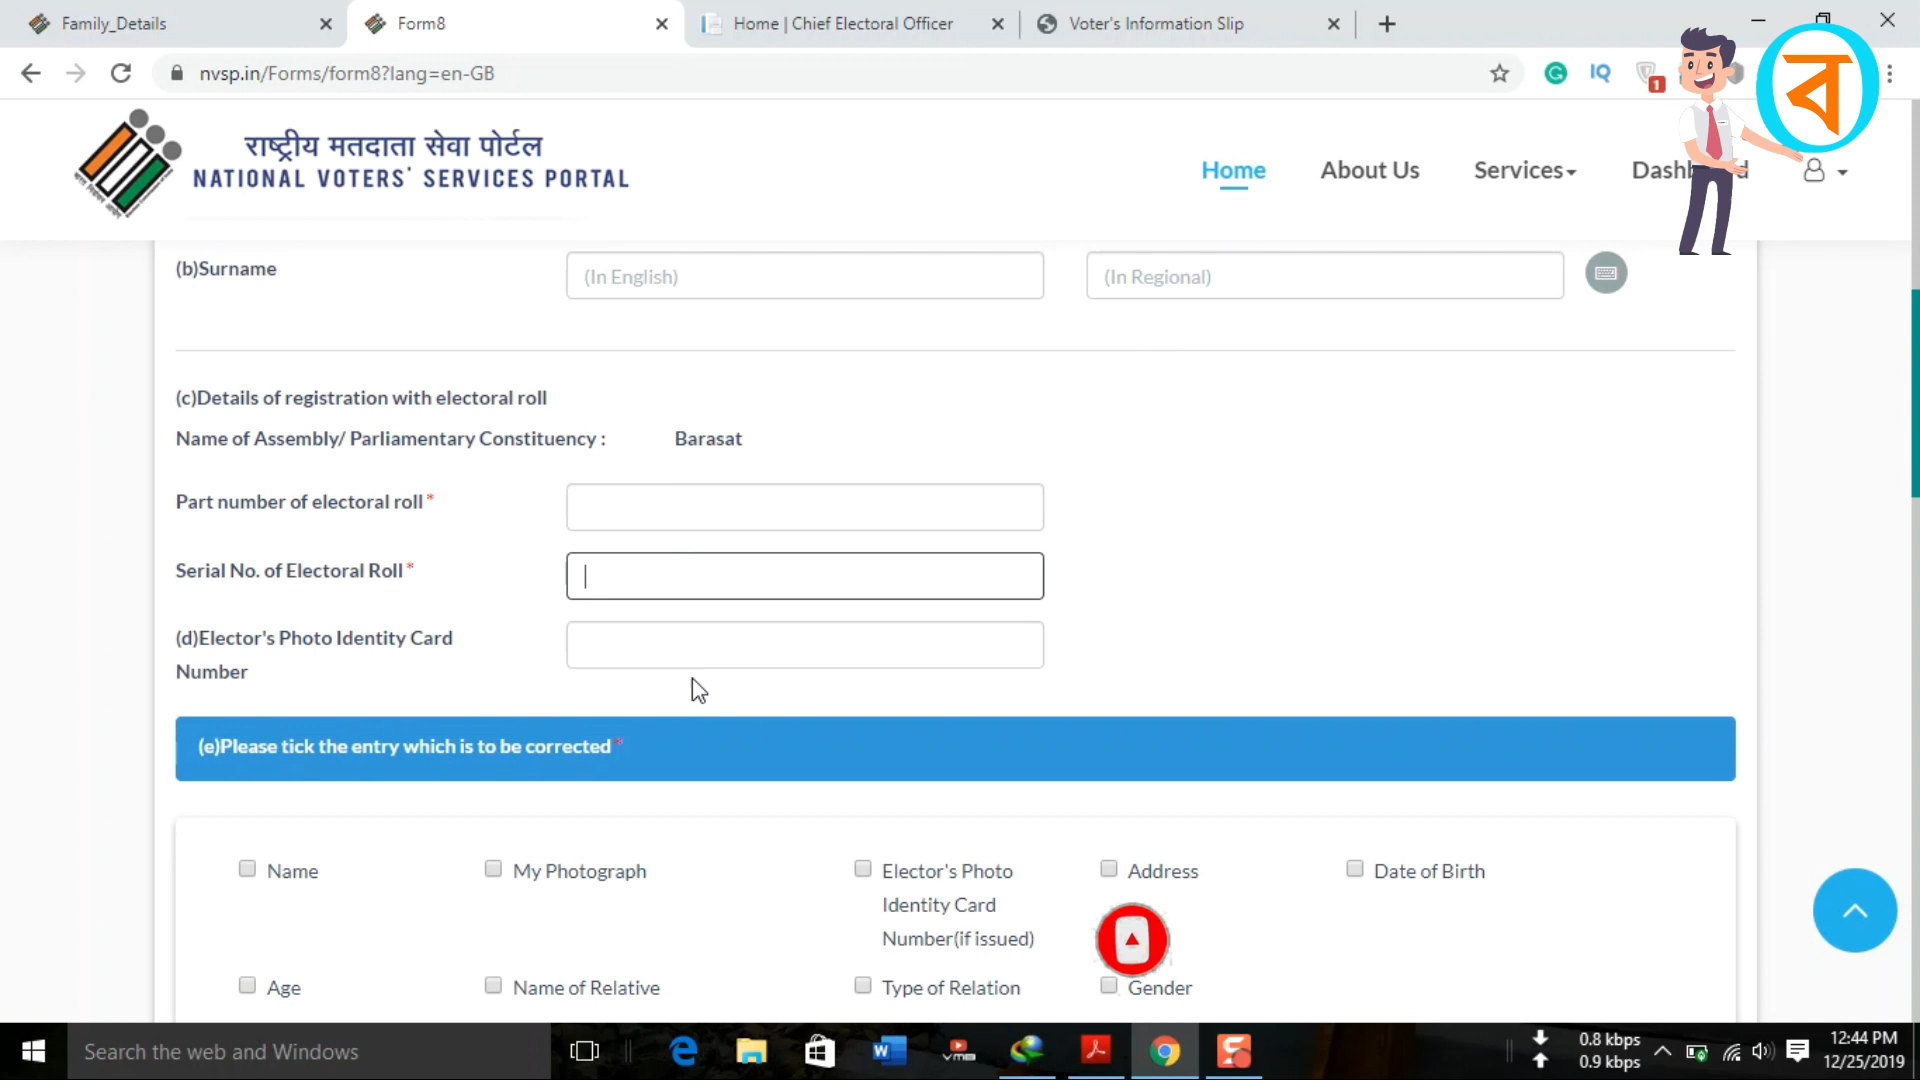 Family_Details
Form8
Home | Chief Electoral Officer
Voter's Information Slip
nvsp.in/Forms/form8?lang=en-GB
IQ
1
ব
राष्ट्रीय मतदाता सेवा पोर्टल
NATIONAL VOTERS' SERVICES PORTAL
Home
About Us
Services
(b)Surname
(In English)
(In Regional)
(c)Details of registration with electoral roll
Name of Assembly/ Parliamentary Constituency :
Barasat
Part number of electoral roll *
Serial No. of Electoral Roll *
(d)Elector's Photo Identity Card
Number
(e)Please tick the entry which is to be corrected *
Name
My Photograph
Elector's Photo
Identity Card
Number(if issued)
Address
Date of Birth
Age
Name of Relative
Type of Relation
Gender
Search the web and Windows
0.8 kbps
0.9 kbps
12:44 PM
12/25/2019